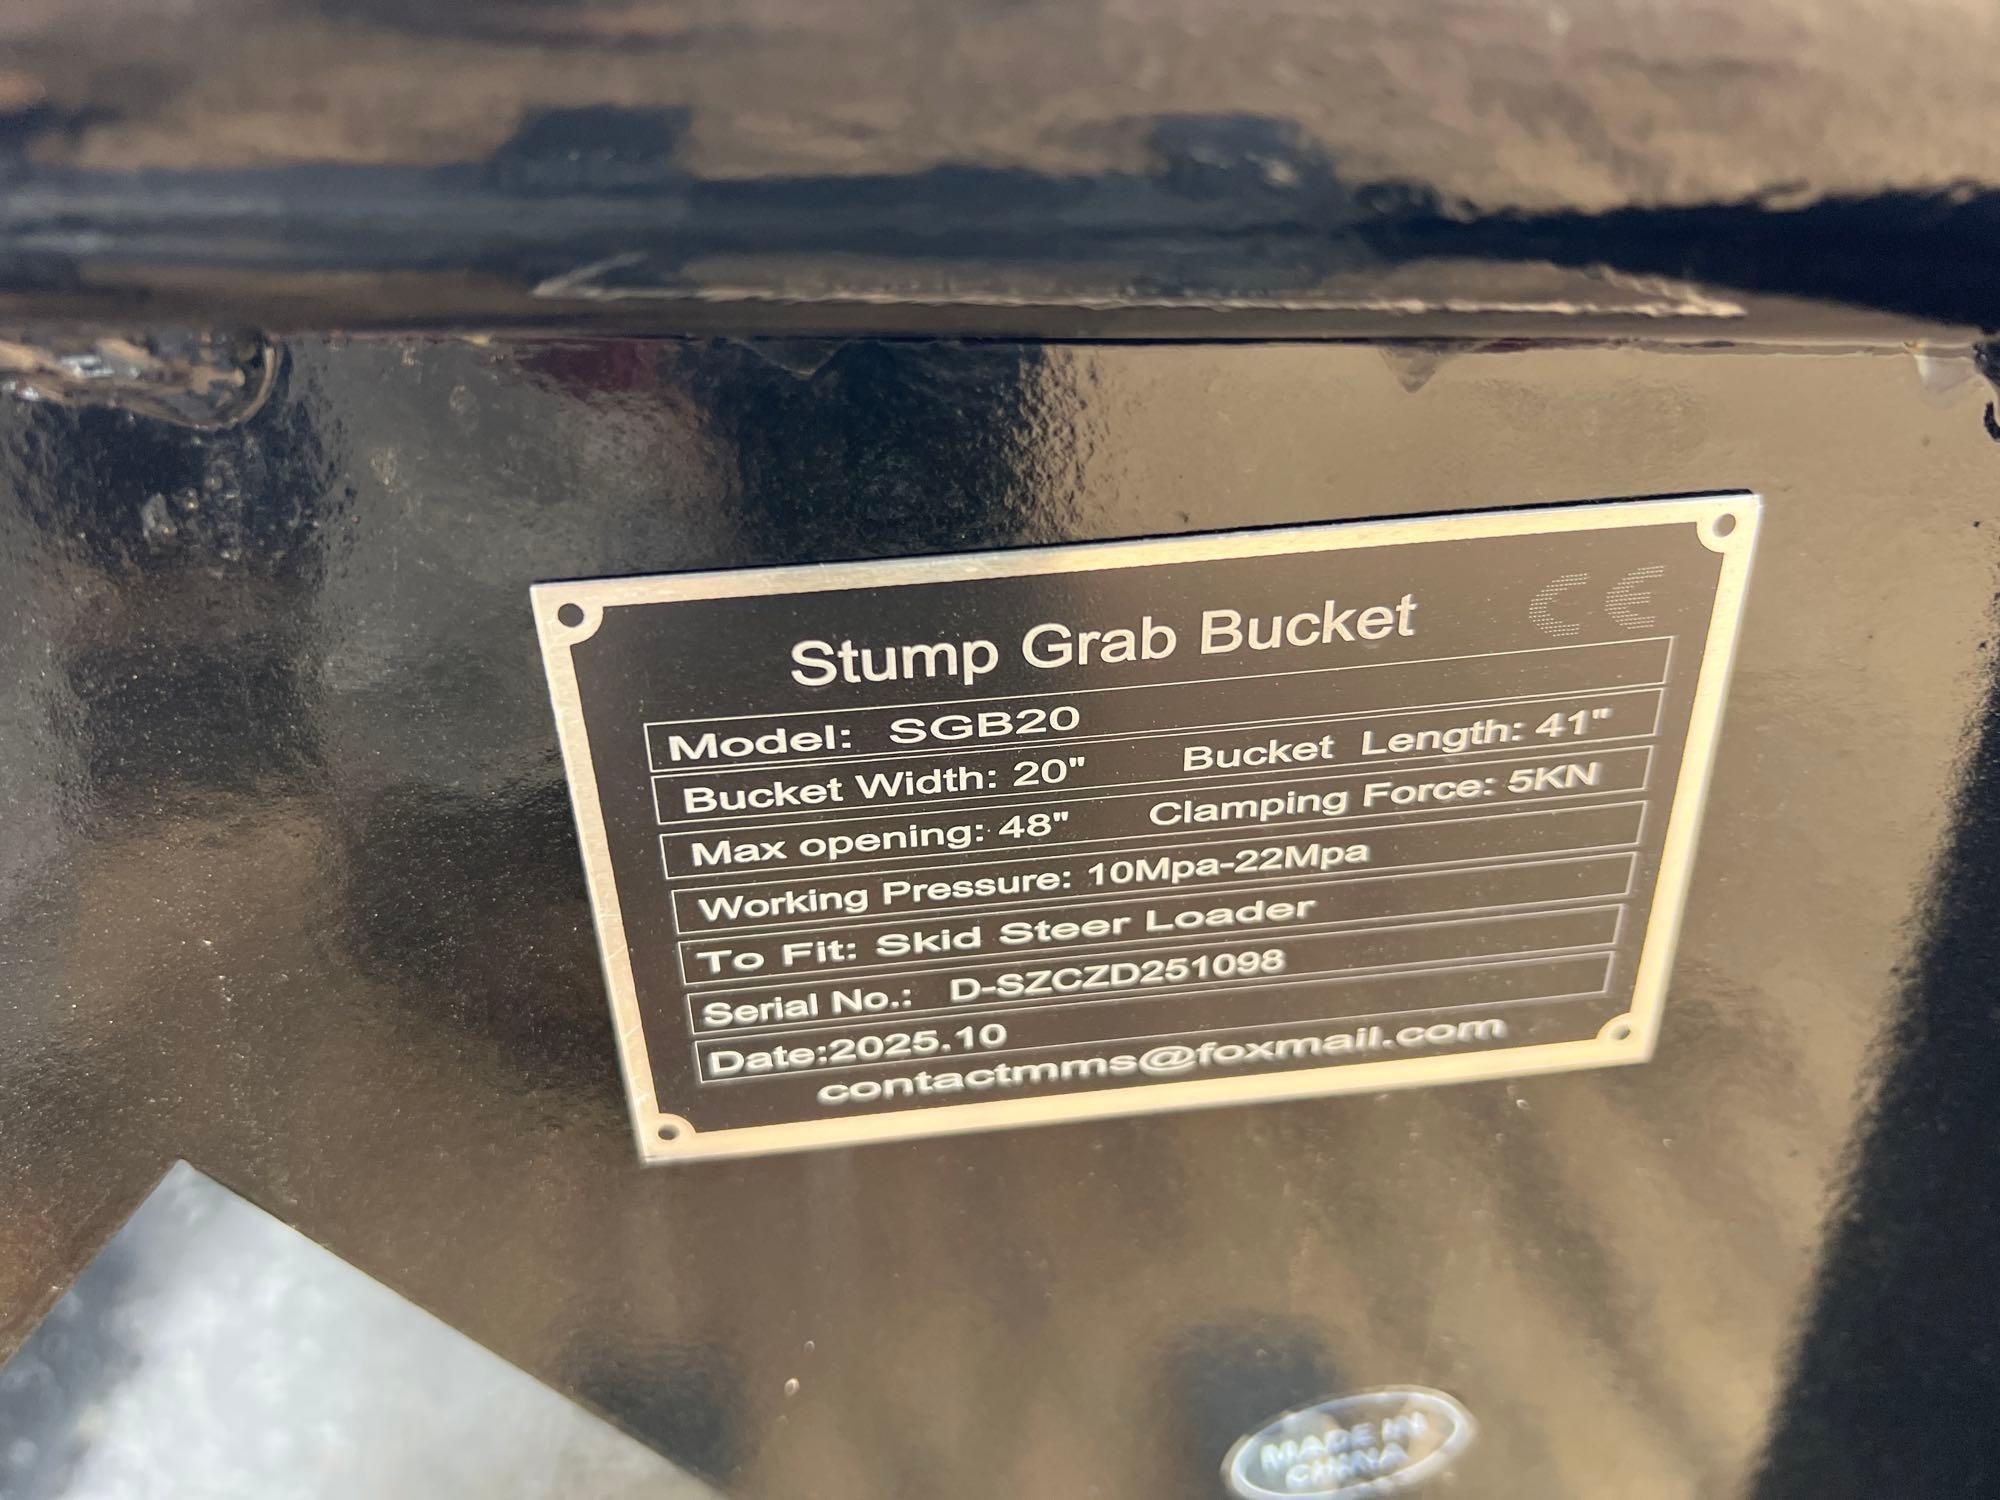 Stump Grab Bucket CE
Model: SGB20
Bucket Width: 20" Bucket Length: 41"
Max opening: 48" Clamping Force: 5KN
Working Pressure: 10Mpa-22Mpa
To Fit: Skid Steer Loader
Serial No.: D-SZCZD251098
Date:2025.10
contactmms@foxmail.com
MADE IN
CHINA